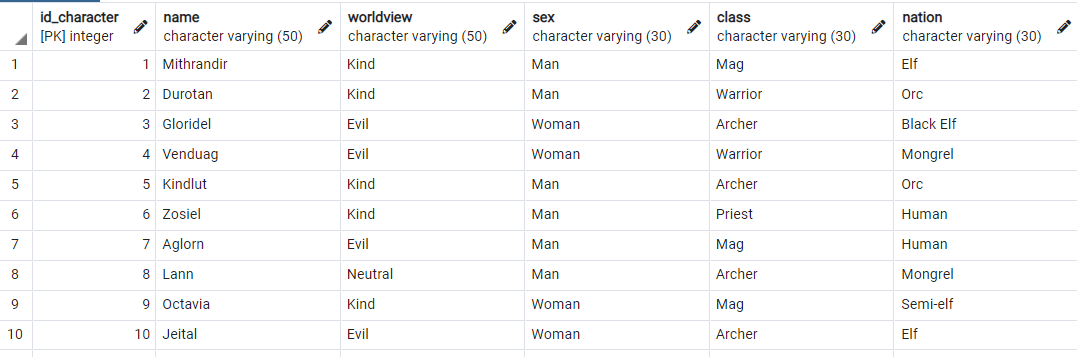 id_character name worldview sex class nation
[PK] integer character varying (50) character varying (50) character varying (30) character varying (30) character varying (30)
1 1 Mithrandir Kind Man Mag Elf
2 2 Durotan Kind Man Warrior Orc
3 3 Gloridel Evil Woman Archer Black Elf
4 4 Venduag Evil Woman Warrior Mongrel
5 5 Kindlut Kind Man Archer Orc
6 6 Zosiel Kind Man Priest Human
7 7 Aglorn Evil Man Mag Human
8 8 Lann Neutral Man Archer Mongrel
9 9 Octavia Kind Woman Mag Semi-elf
10 10 Jeital Evil Woman Archer Elf